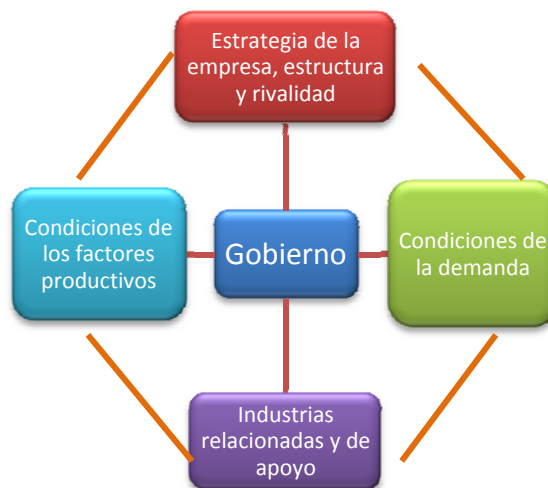 Estrategia de la
empresa, estructura
y rivalidad
Condiciones de
los factores
productivos
Gobierno
Condiciones de
la demanda
Industrias
relacionadas y de
apoyo